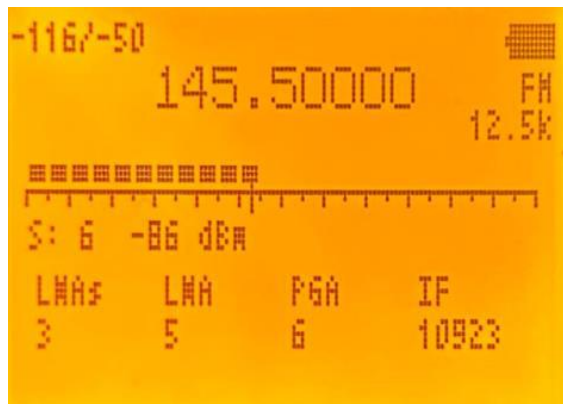 -116/-50
145.50000
FM
12.5k
S: 6 -86 dBm
LNAs LNA PGA IF
3 5 6 10923